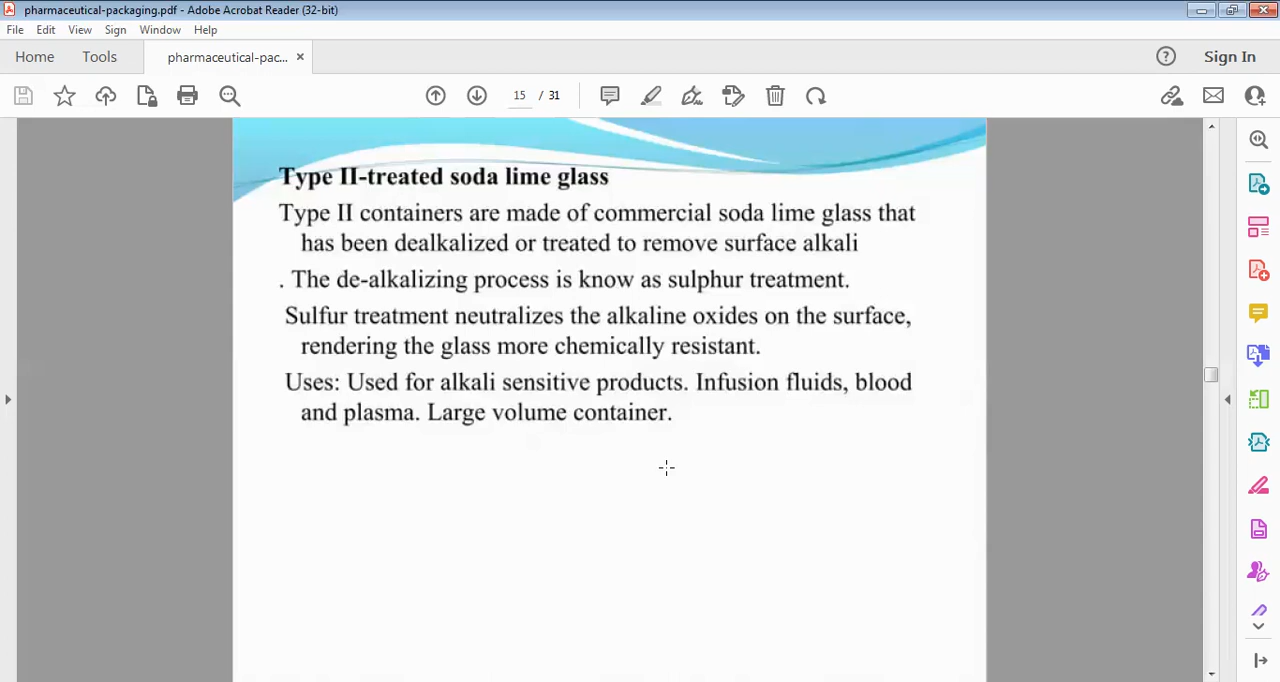 pharmaceutical-packaging.pdf - Adobe Acrobat Reader (32-bit)
File Edit View Sign Window Help
Home Tools pharmaceutical-pac... × Sign In
15 / 31
Type II-treated soda lime glass
Type II containers are made of commercial soda lime glass that
has been dealkalized or treated to remove surface alkali
. The de-alkalizing process is know as sulphur treatment.
Sulfur treatment neutralizes the alkaline oxides on the surface,
rendering the glass more chemically resistant.
Uses: Used for alkali sensitive products. Infusion fluids, blood
and plasma. Large volume container.